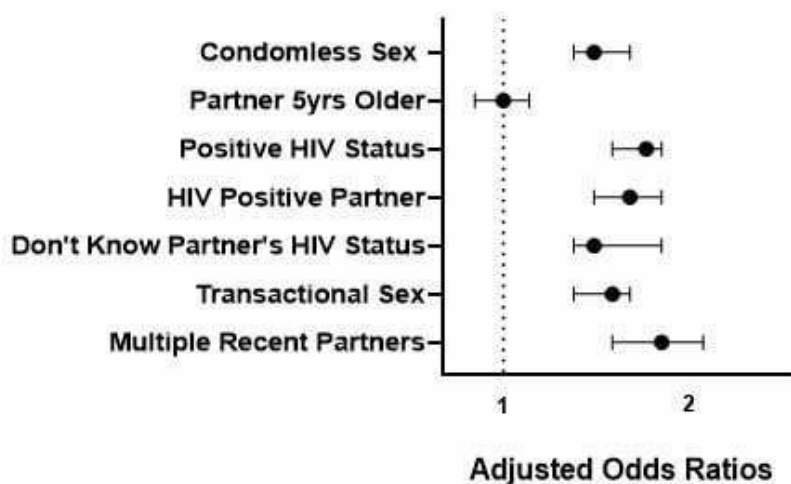 Condomless Sex
Partner 5yrs Older
Positive HIV Status
HIV Positive Partner
Don't Know Partner's HIV Status
Transactional Sex
Multiple Recent Partners
1 2
Adjusted Odds Ratios